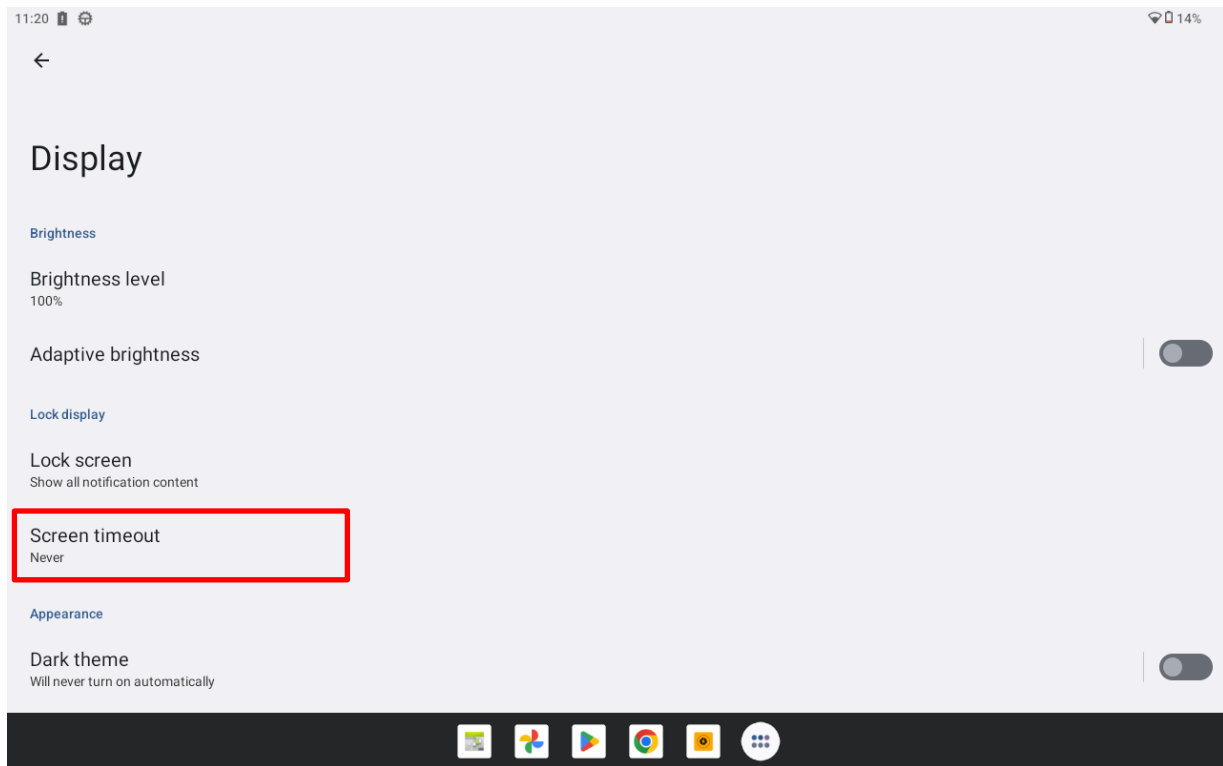 11:20
14%
Display
Brightness
Brightness level
100%
Adaptive brightness
Lock display
Lock screen
Show all notification content
Screen timeout
Never
Appearance
Dark theme
Will never turn on automatically